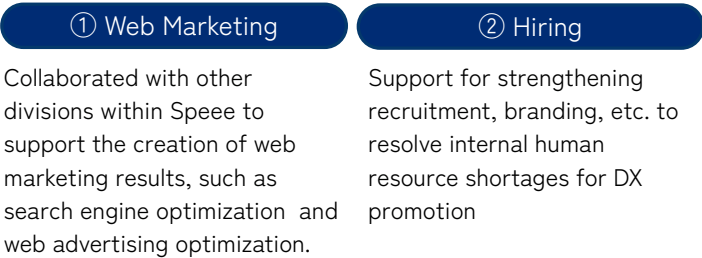 ① Web Marketing
Collaborated with other
divisions within Speee to
support the creation of web
marketing results, such as
search engine optimization and
web advertising optimization.
② Hiring
Support for strengthening
recruitment, branding, etc. to
resolve internal human
resource shortages for DX
promotion